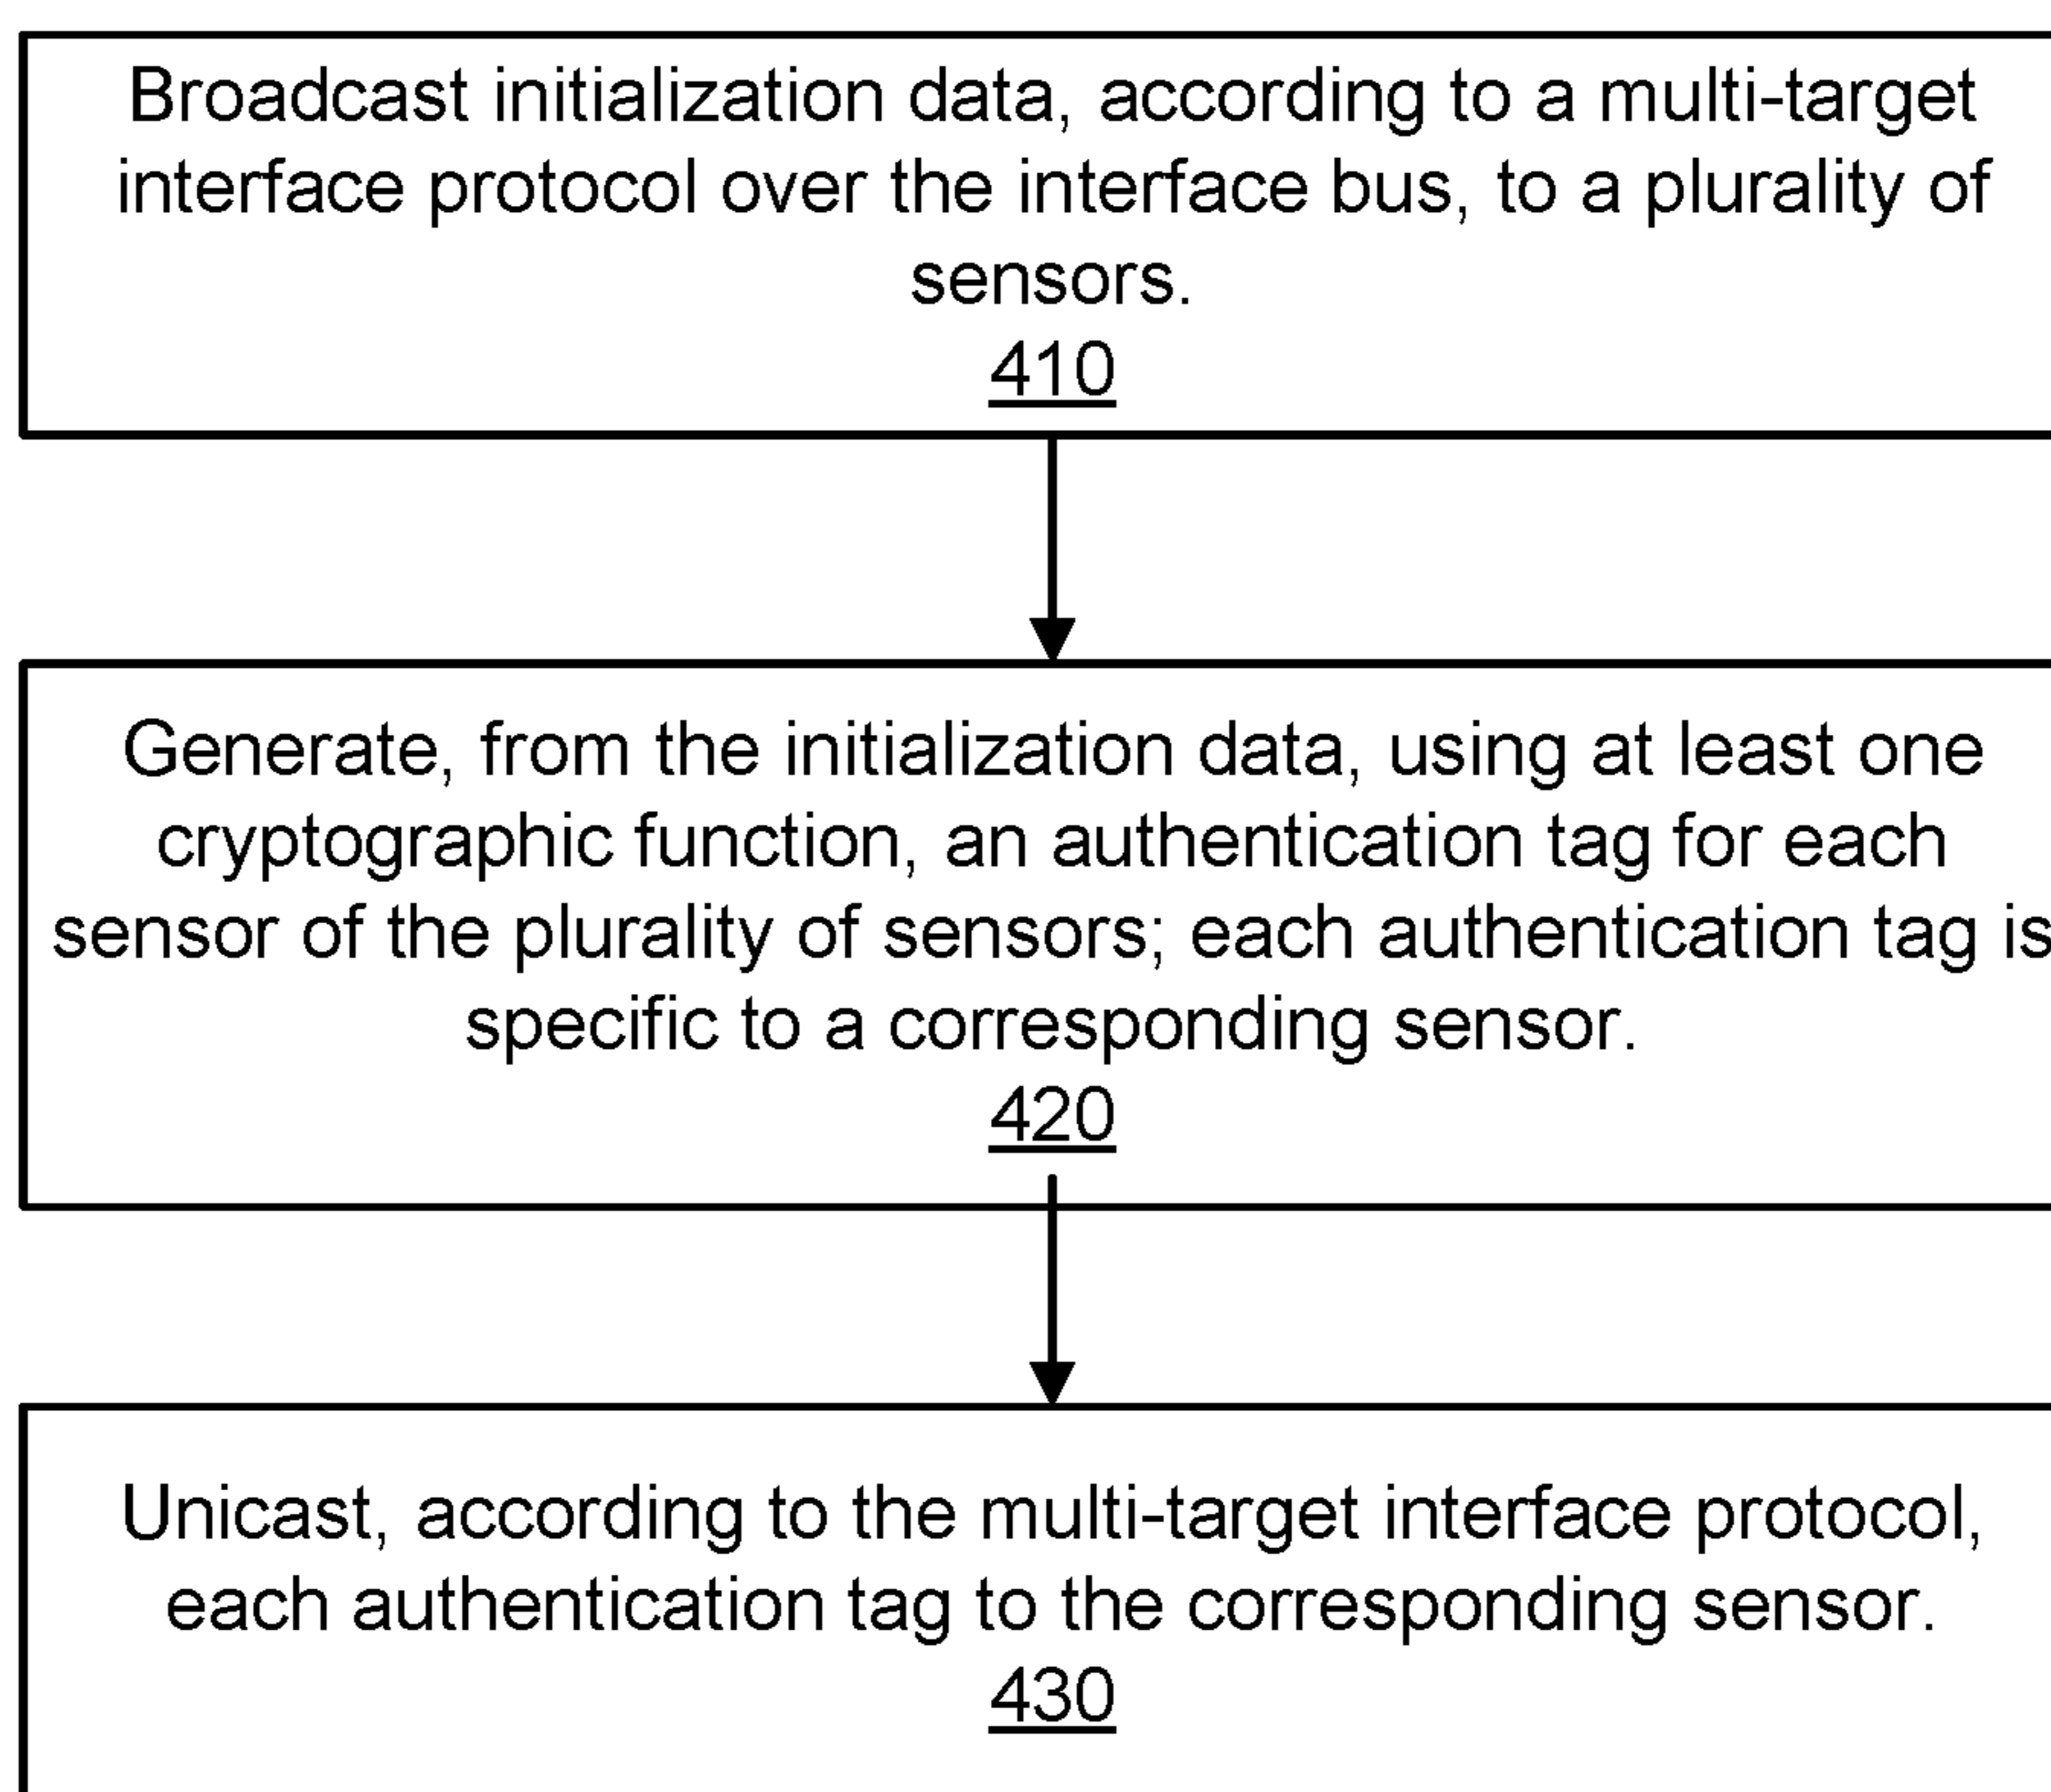 Broadcast initialization data, according to a multi-target
interface protocol over the interface bus, to a plurality of
sensors.
410
Generate, from the initialization data, using at least one
cryptographic function, an authentication tag for each
sensor of the plurality of sensors; each authentication tag is
specific to a corresponding sensor.
420
Unicast, according to the multi-target interface protocol,
each authentication tag to the corresponding sensor.
430